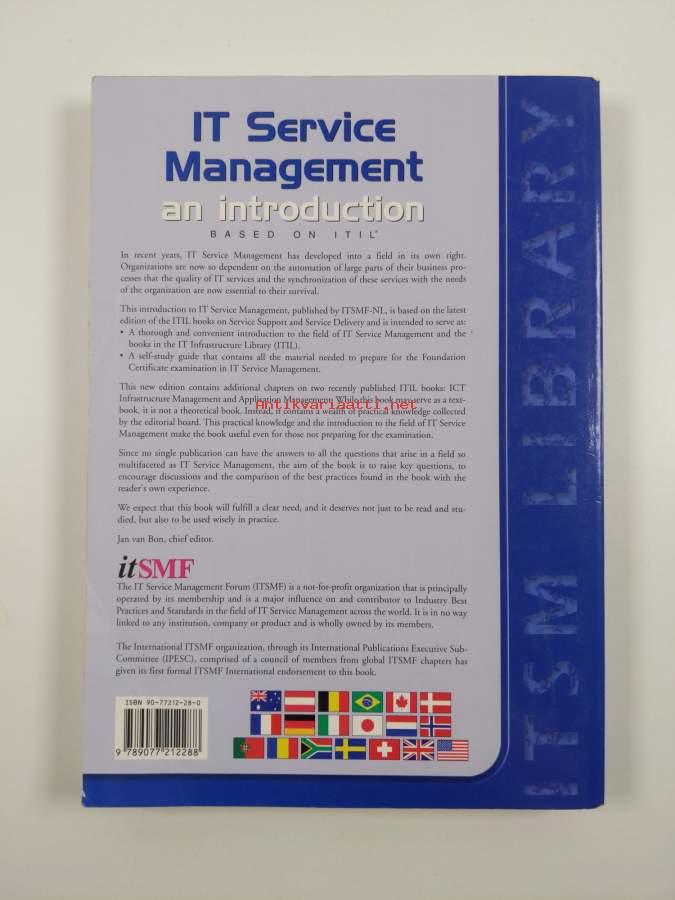 IT Service
Management
an introduction
BASED ON ITIL®
In recent years, IT Service Management has developed into a field in its own right.
Organizations are now so dependent on the automation of large parts of their business pro-
cesses that the quality of IT services and the synchronization of these services with the needs
of the organization are now essential to their survival.
This introduction to IT Service Management, published by ITSMF-NL, is based on the latest
edition of the ITIL books on Service Support and Service Delivery and is intended to serve as:
• A thorough and convenient introduction to the field of IT Service Management and the
books in the IT Infrastructure Library (ITIL).
• A self-study guide that contains all the material needed to prepare for the Foundation
Certificate examination in IT Service Management.
This new edition contains additional chapters on two recently published ITIL books: ICT
Infrastructure Management and Application Management. While this book may serve as a text-
Antikvariaatti.net
book, it is not a theoretical book. Instead, it contains a wealth of practical knowledge collected
by the editorial board. This practical knowledge and the introduction to the field of IT Service
Management make the book useful even for those not preparing for the examination.
Since no single publication can have the answers to all the questions that arise in a field so
multifaceted as IT Service Management, the aim of the book is to raise key questions, to
encourage discussions and the comparison of the best practices found in the book with the
reader's own experience.
We expect that this book will fulfill a clear need, and it deserves not just to be read and stu-
died, but also to be used wisely in practice.
Jan van Bon, chief editor.
itSMF
The IT Service Management Forum (ITSMF) is a not-for-profit organization that is principally
operated by its membership and is a major influence on and contributor to Industry Best
Practices and Standards in the field of IT Service Management across the world. It is in no way
linked to any institution, company or product and is wholly owned by its members.
The International ITSMF organization, through its International Publications Executive Sub-
Committee (IPESC), comprised of a council of members from global ITSMF chapters has
given its first formal ITSMF International endorsement to this book.
ISBN 90-77212-28-0
9 789077 212288
ITSM LIBRARY